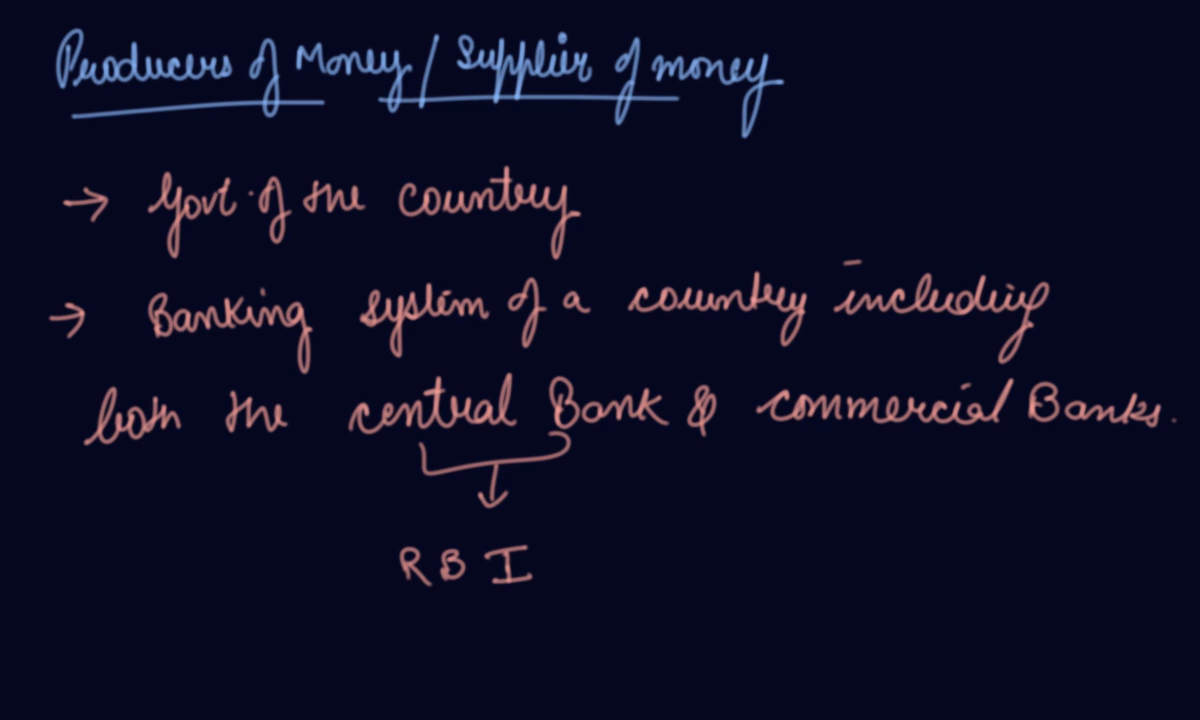 Producers of Money / Supplier of money
→ Govt. of the country
→ Banking system of a country including
both the central Bank & commercial Banks.
RBI